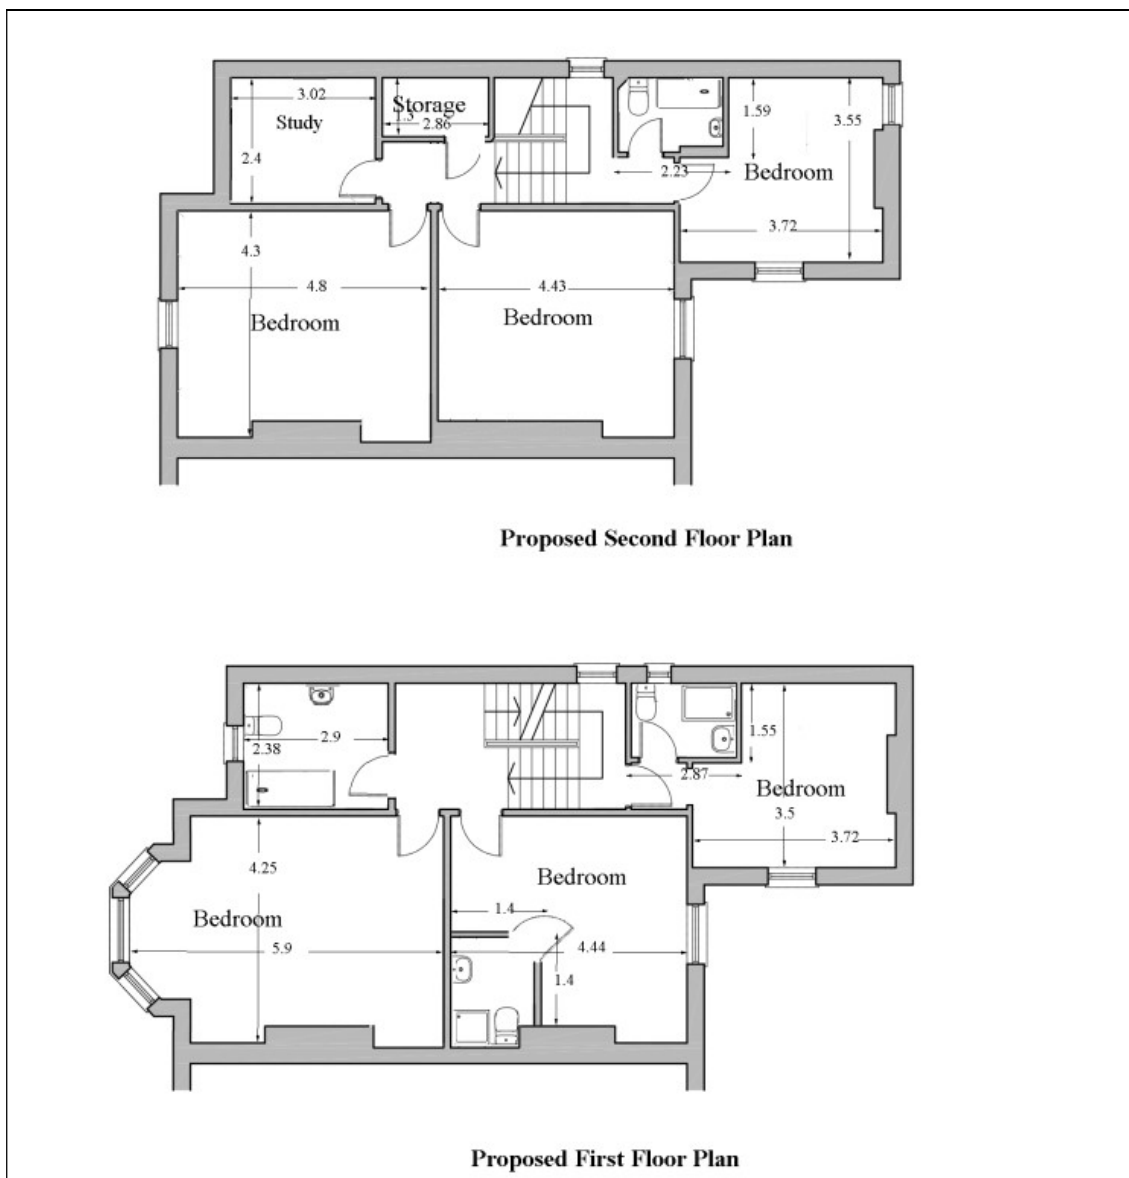 3.02
Storage
1.3
2.86
Study
1.59
3.55
2.4
2.23
Bedroom
3.72
4.3
4.8
4.43
Bedroom
Bedroom
Proposed Second Floor Plan
2.38
2.9
1.55
2.87
Bedroom
3.5
3.72
4.25
Bedroom
1.4
Bedroom
5.9
4.44
1.4
Proposed First Floor Plan